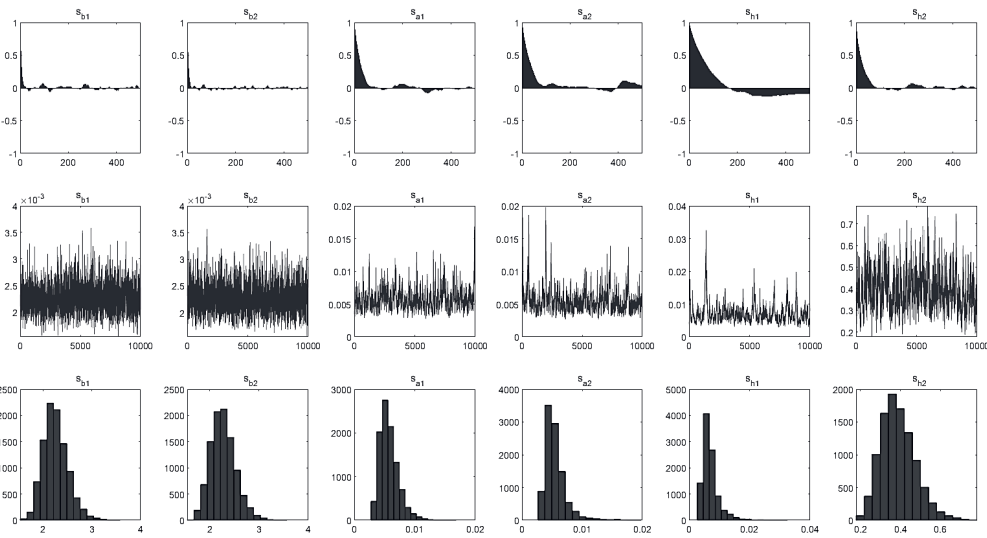 s_b1 s_b2 s_a1 s_a2 s_h1 s_h2
1 1 1 1 1 1
0.5 0.5 0.5 0.5 0.5 0.5
0 0 0 0 0 0
-0.5 -0.5 -0.5 -0.5 -0.5 -0.5
-1 -1 -1 -1 -1 -1
0 200 400 0 200 400 0 200 400 0 200 400 0 200 400 0 200 400
s_b1 s_b2 s_a1 s_a2 s_h1 s_h2
4 ×10⁻³ 4 ×10⁻³ 0.02 0.02 0.04
0.7
3.5 3.5 0.015 0.015 0.03
0.6
3 3 0.01 0.01 0.02 0.5
2.5 2.5 0.4
0.005 0.005 0.01 0.3
2 2
0 0 0 0.2
0 5000 10000 0 5000 10000 0 5000 10000 0 5000 10000 0 5000 10000 0 5000 10000
s_b1 s_b2 s_a1 s_a2 s_h1 s_h2
2500 2500 3000 4000 5000 2000
2000 2000 4000
3000 1500
1500 1500 2000 3000
2000 1000
1000 1000 2000
1000
500 500 1000 1000 500
0 0 0 0 0 0
2 3 4 2 3 4 0 0.01 0.02 0 0.01 0.02 0 0.02 0.04 0.2 0.4 0.6